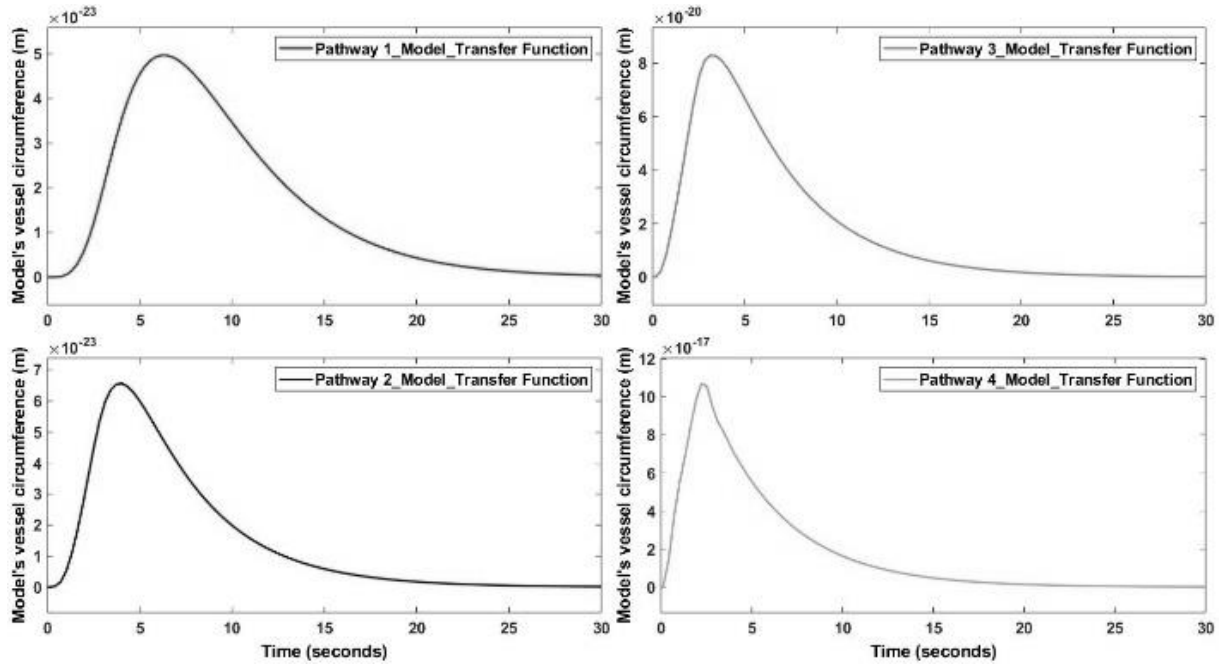 ×10-23
Model's vessel circumference (m)
Pathway 1_Model_Transfer Function
5
4
3
2
1
0
0 5 10 15 20 25 30
×10-20
Model's vessel circumference (m)
Pathway 3_Model_Transfer Function
8
6
4
2
0
0 5 10 15 20 25 30
×10-23
Model's vessel circumference (m)
Pathway 2_Model_Transfer Function
7
6
5
4
3
2
1
0
0 5 10 15 20 25 30
Time (seconds)
×10-17
Model's vessel circumference (m)
Pathway 4_Model_Transfer Function
12
10
8
6
4
2
0
0 5 10 15 20 25 30
Time (seconds)